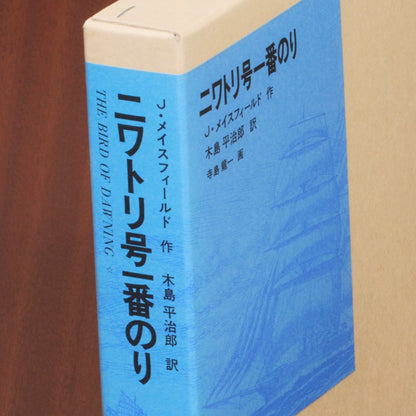 ニワトリ号一番のり
J・メイスフィールド 作
木島 平治郎 訳
寺島 龍一 画
J・メイスフィールド 作 木島 平治郎 訳
ニワトリ号一番のり
THE BIRD OF DAWNING